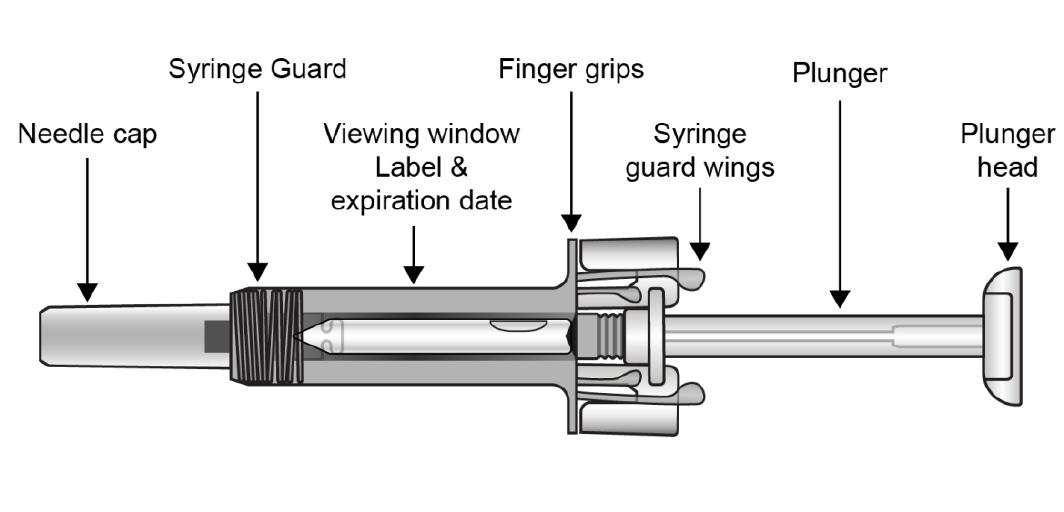 Syringe Guard
Finger grips
Plunger
Needle cap
Viewing window
Label &
expiration date
Syringe
guard wings
Plunger
head